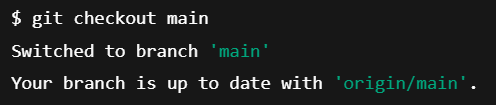 $ git checkout main
Switched to branch 'main'
Your branch is up to date with 'origin/main'.